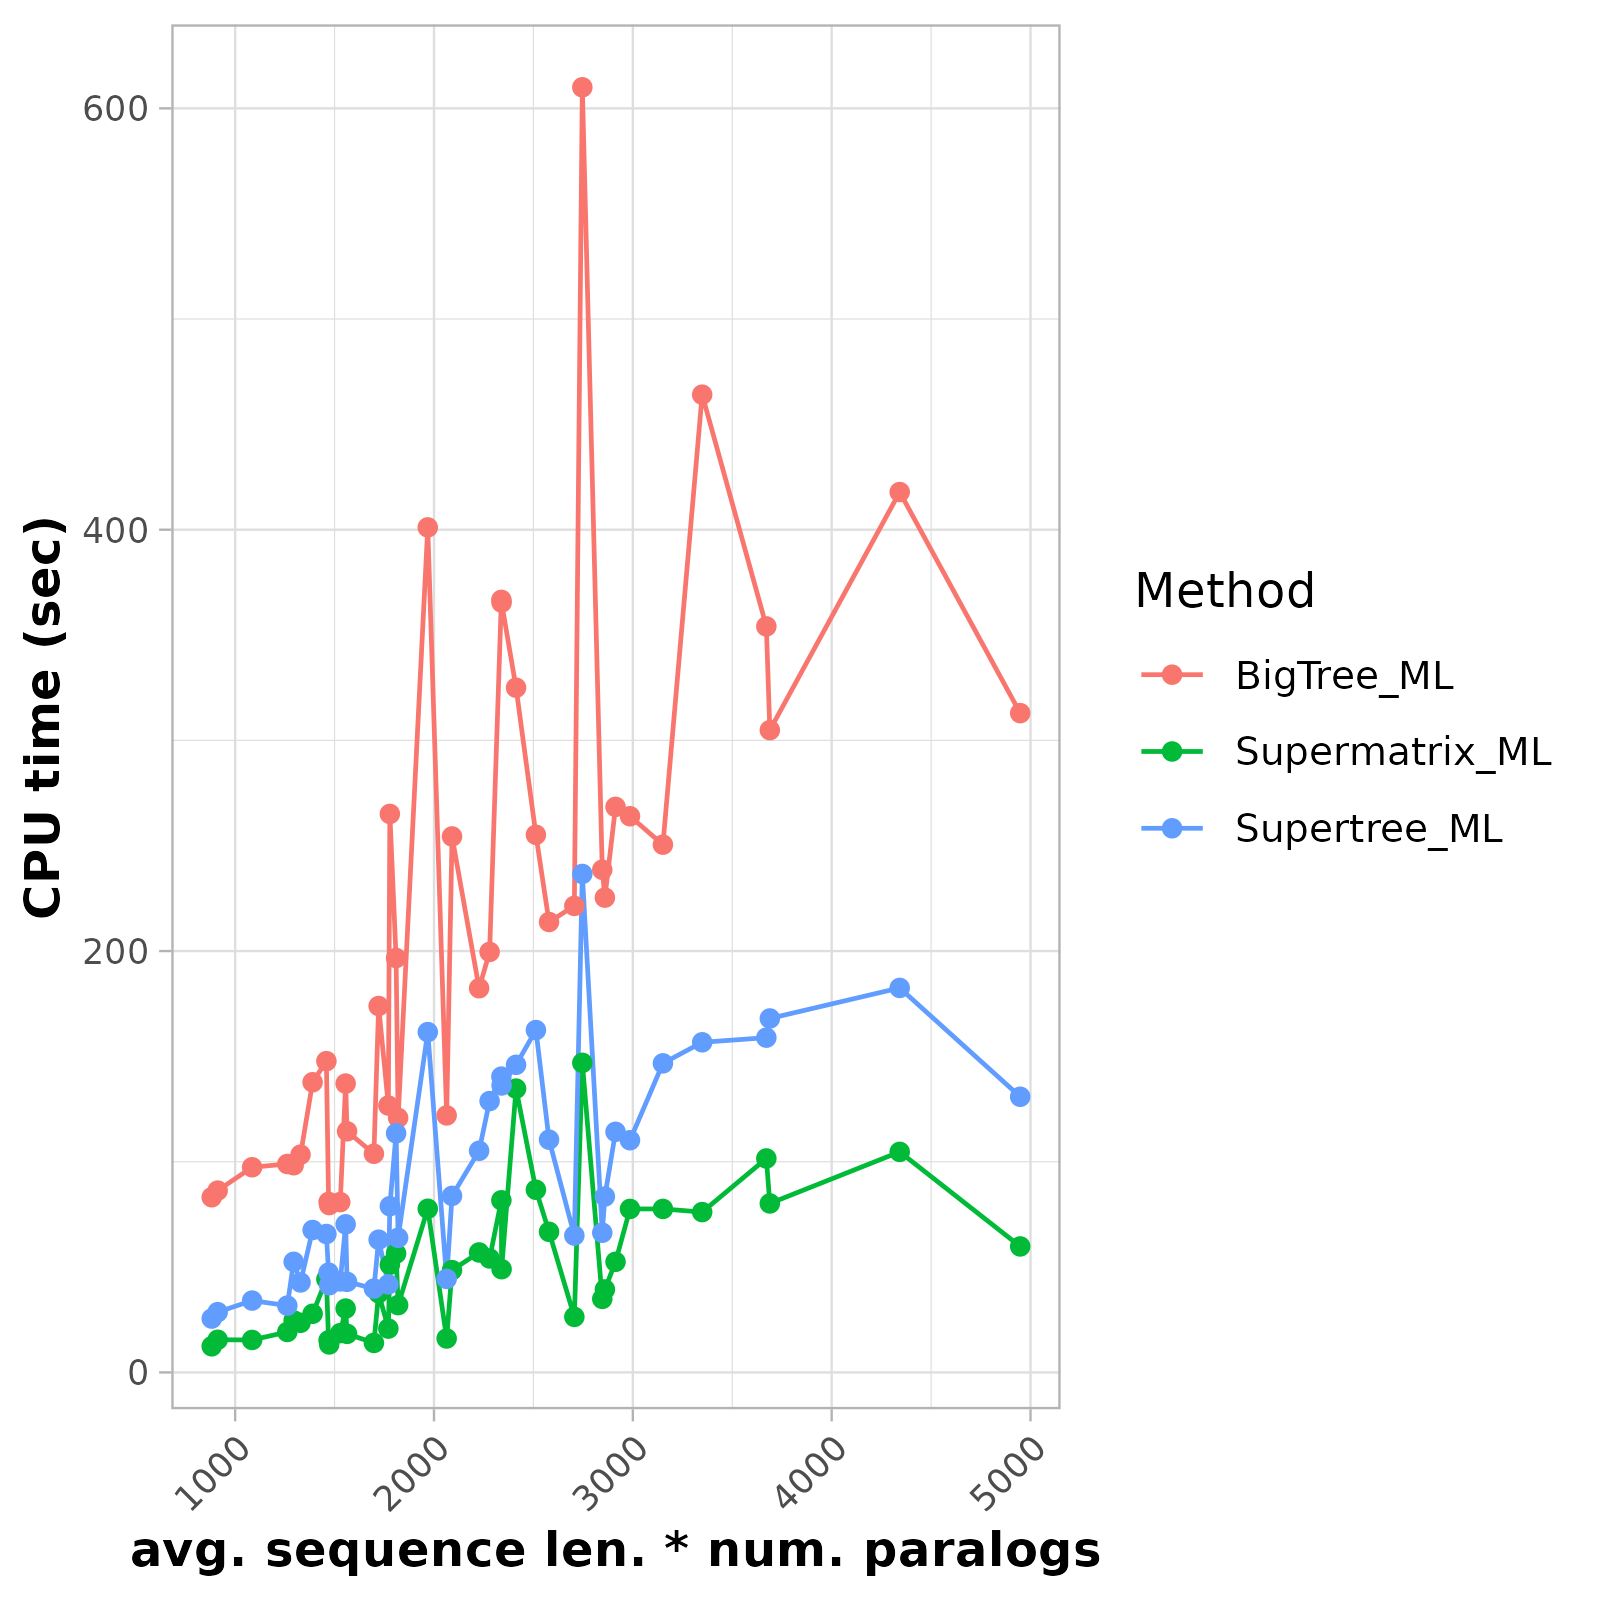 600
400
200
0
CPU time (sec)
1000
2000
3000
4000
5000
avg. sequence len. * num. paralogs
Method
BigTree_ML
Supermatrix_ML
Supertree_ML